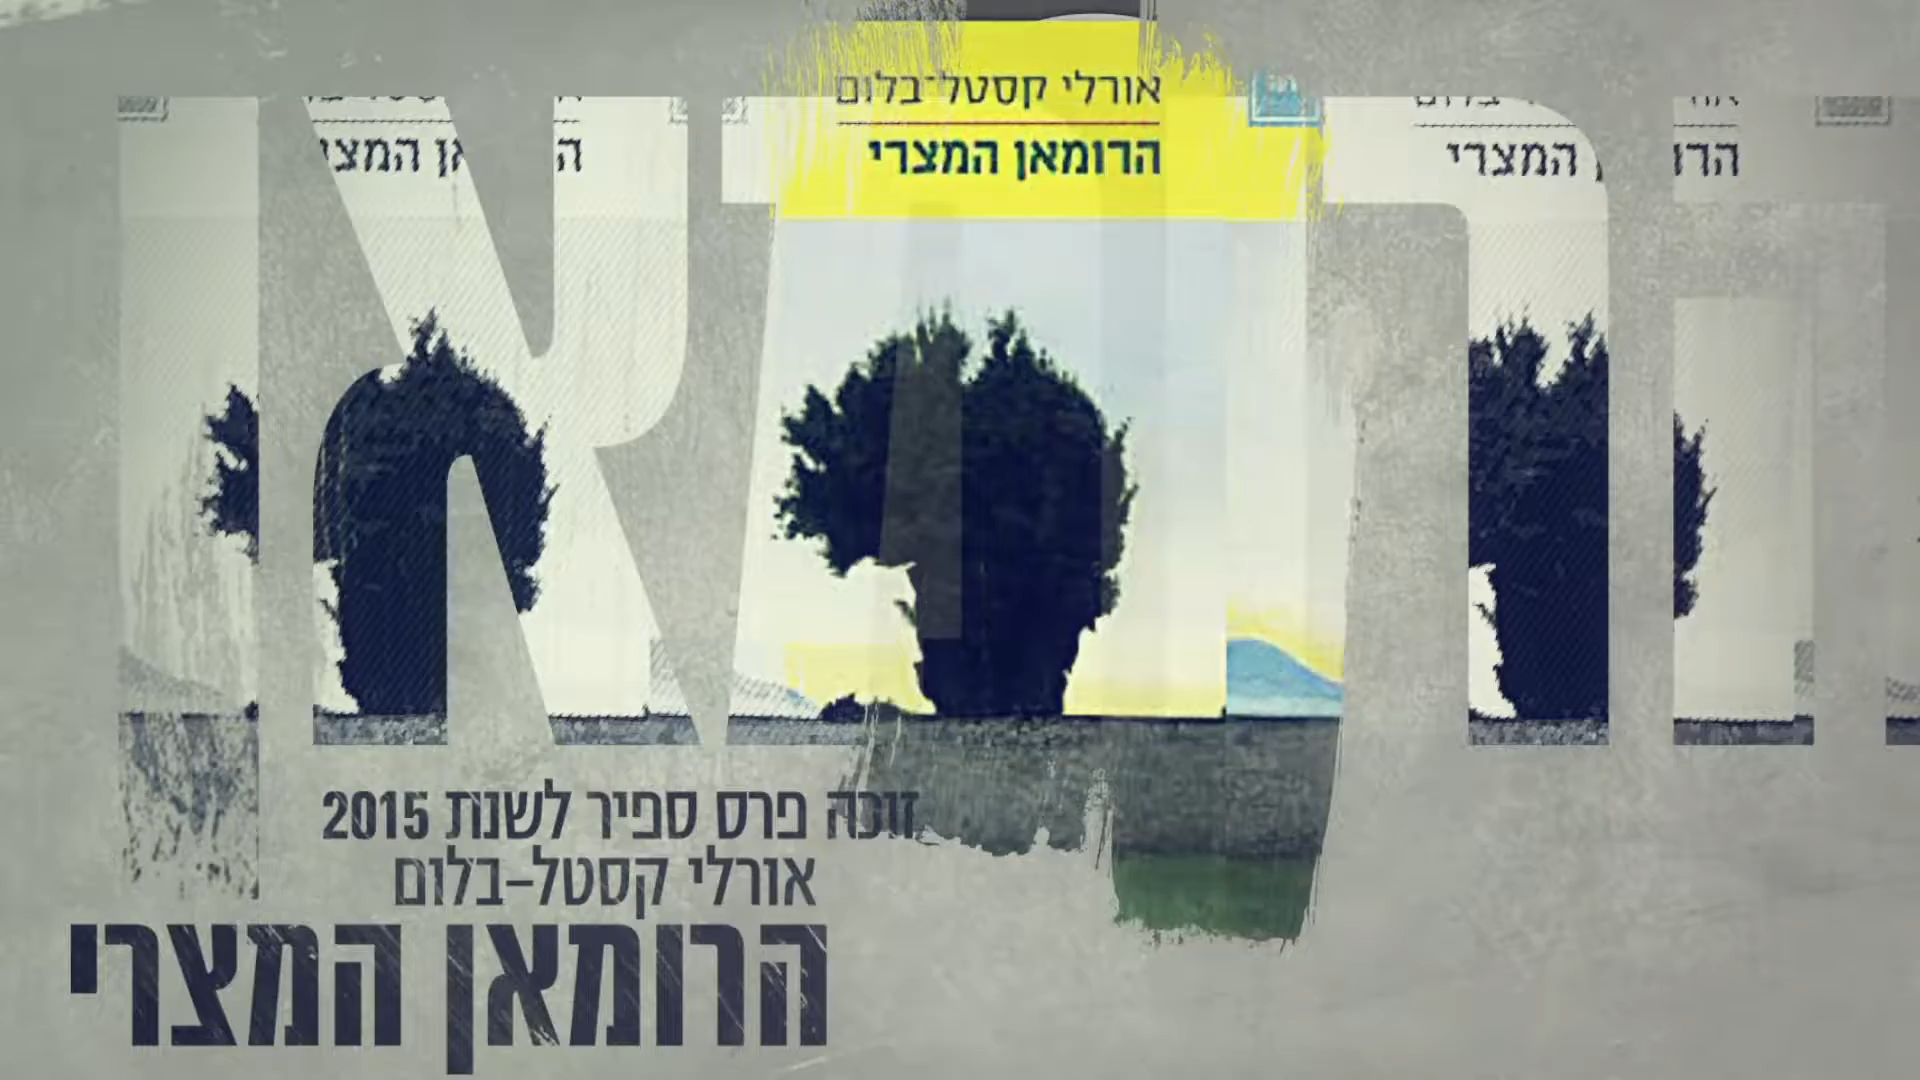 אורלי קסטל־בלום
הרומאן המצרי
זוכה פרס ספיר לשנת 2015
אורלי קסטל–בלום
הרומאן המצרי